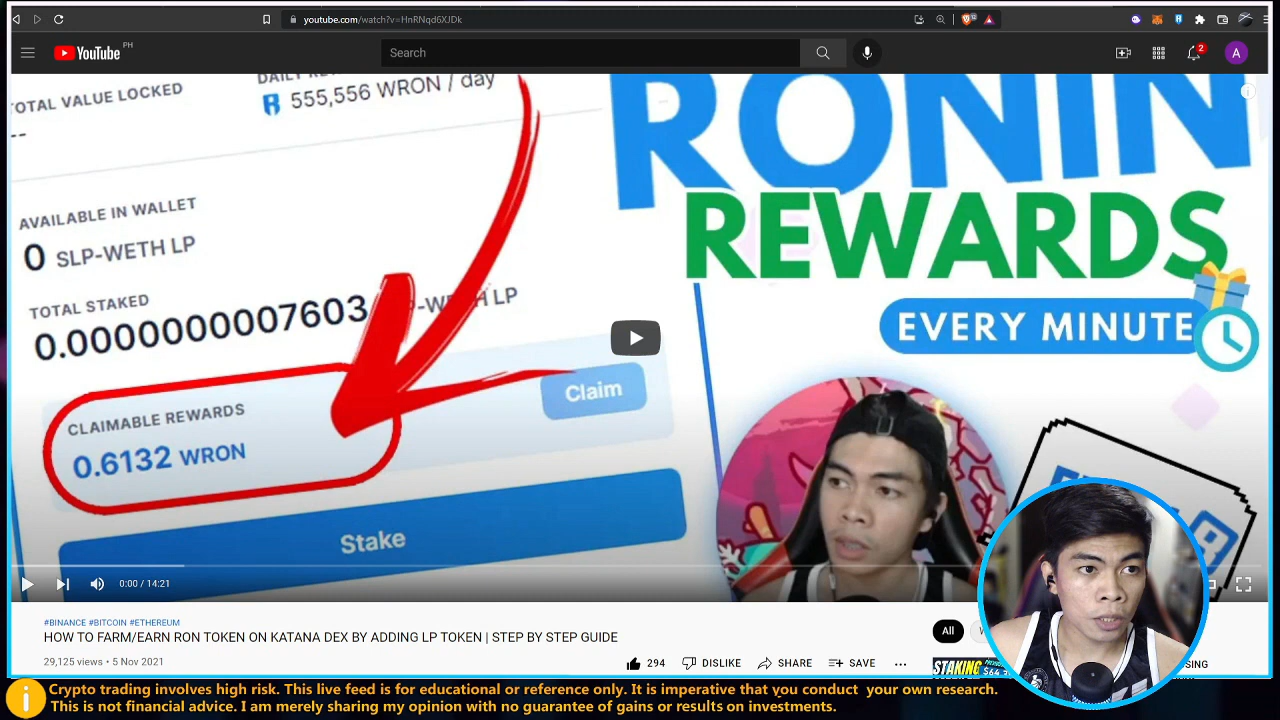 youtube.com/watch?v=HnRNqd6XJDk
YouTube PH
Search
2
A
TOTAL VALUE LOCKED
--
555,556 WRON / day
AVAILABLE IN WALLET
0 SLP-WETH LP
TOTAL STAKED
0.0000000007603
LP
CLAIMABLE REWARDS
0.6132 WRON
Claim
Stake
RONIN
REWARDS
EVERY MINUTE
0:00 / 14:21
#BINANCE #BITCOIN #ETHEREUM
HOW TO FARM/EARN RON TOKEN ON KATANA DEX BY ADDING LP TOKEN | STEP BY STEP GUIDE
29,125 views • 5 Nov 2021
294
DISLIKE
SHARE
SAVE
All
STAKING
Crypto trading involves high risk. This live feed is for educational or reference only. It is imperative that you conduct your own research.
This is not financial advice. I am merely sharing my opinion with no guarantee of gains or results on investments.